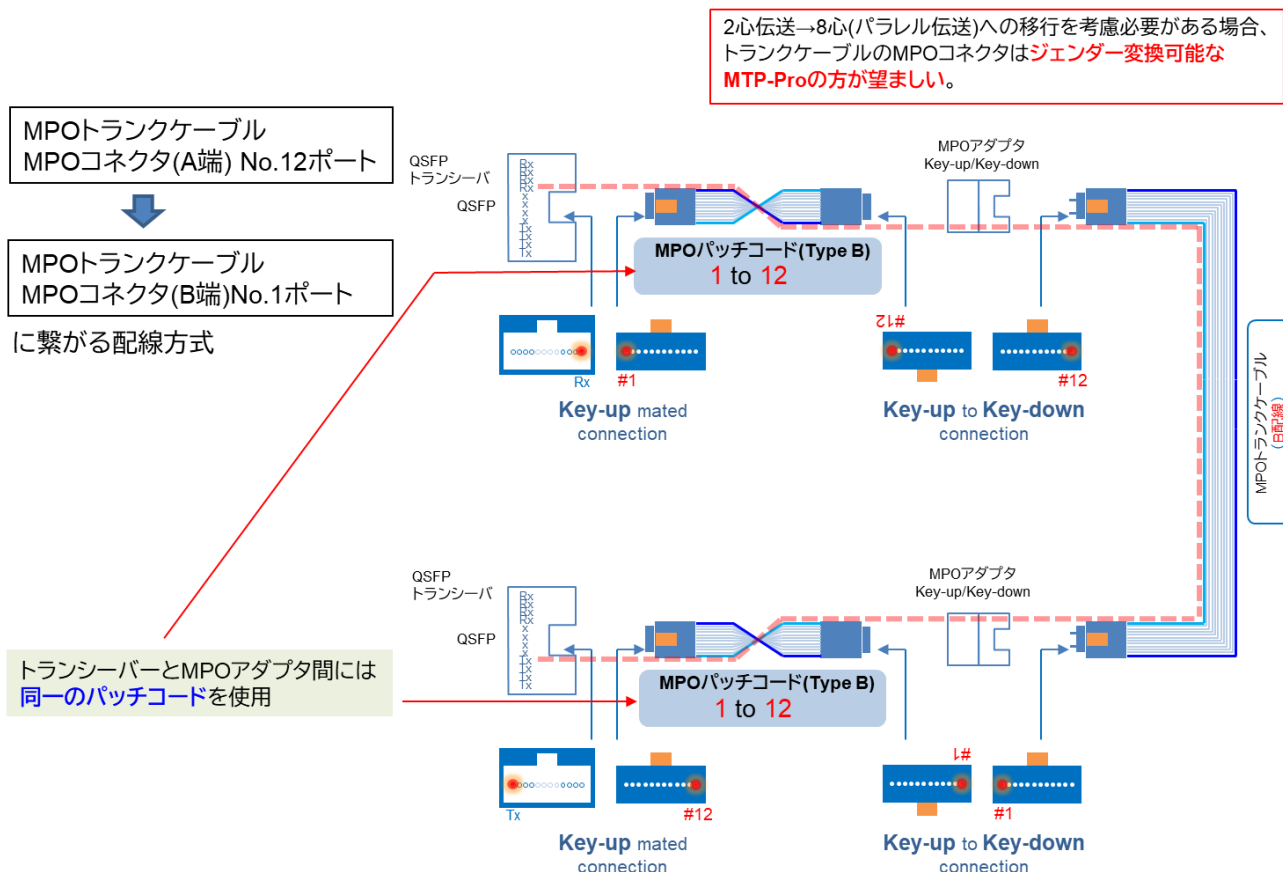 2心伝送→8心(パラレル伝送)への移行を考慮必要がある場合、
トランクケーブルのMPOコネクタはジェンダー変換可能な
MTP-Proの方が望ましい。
MPOトランクケーブル
MPOコネクタ(A端) No.12ポート
MPOトランクケーブル
MPOコネクタ(B端)No.1ポート
に繋がる配線方式
QSFP
トランシーバ
QSFP
Rx
Rx
Rx
Rx
x
x
x
x
Tx
Tx
Tx
Tx
MPOアダプタ
Key-up/Key-down
MPOパッチコード(Type B)
1 to 12
Rx
#1
#12
#12
Key-up mated
connection
Key-up to Key-down
connection
MPOトランクケーブル
(B配線)
トランシーバーとMPOアダプタ間には
同一のパッチコードを使用
QSFP
トランシーバ
QSFP
Rx
Rx
Rx
Rx
x
x
x
x
Tx
Tx
Tx
Tx
MPOアダプタ
Key-up/Key-down
MPOパッチコード(Type B)
1 to 12
Tx
#12
#1
#1
Key-up mated
connection
Key-up to Key-down
connection